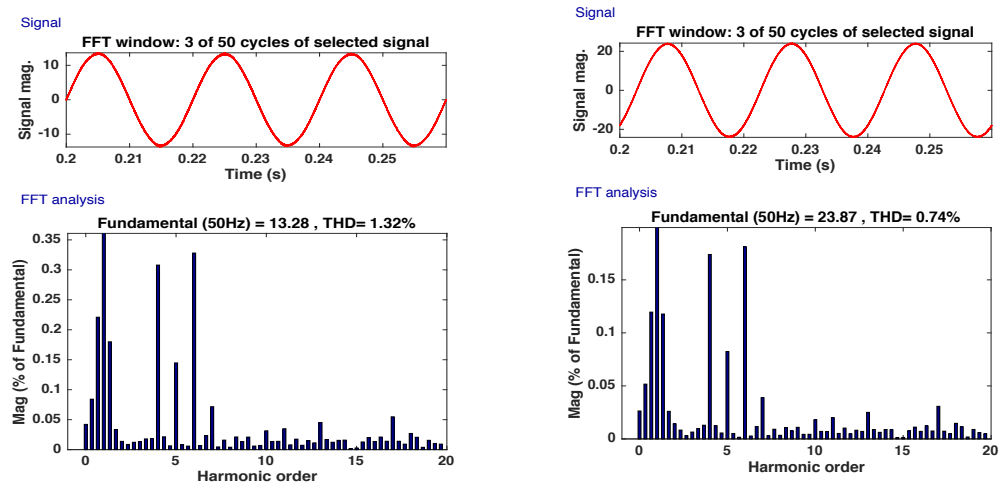 Signal
FFT window: 3 of 50 cycles of selected signal
Signal mag.
10
0
-10
0.2 0.21 0.22 0.23 0.24 0.25
Time (s)
FFT analysis
Fundamental (50Hz) = 13.28 , THD= 1.32%
Mag (% of Fundamental)
0.35
0.3
0.25
0.2
0.15
0.1
0.05
0
0 5 10 15 20
Harmonic order
Signal
FFT window: 3 of 50 cycles of selected signal
Signal mag.
20
0
-20
0.2 0.21 0.22 0.23 0.24 0.25
Time (s)
FFT analysis
Fundamental (50Hz) = 23.87 , THD= 0.74%
Mag (% of Fundamental)
0.15
0.1
0.05
0
0 5 10 15 20
Harmonic order